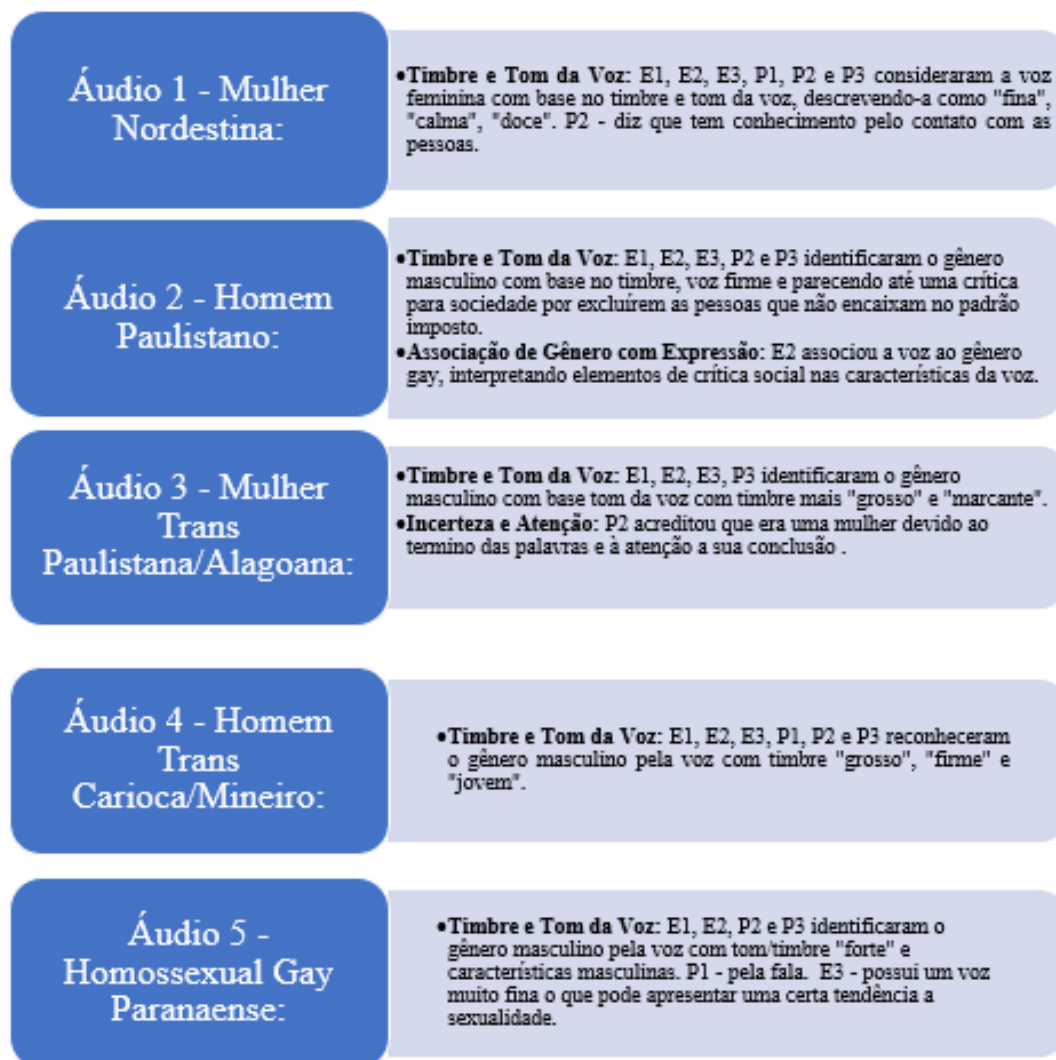 Áudio 1 - Mulher
Nordestina:
•Timbre e Tom da Voz: E1, E2, E3, P1, P2 e P3 consideraram a voz
feminina com base no timbre e tom da voz, descrevendo-a como "fina",
"calma", "doce". P2 - diz que tem conhecimento pelo contato com as
pessoas.
Áudio 2 - Homem
Paulistano:
•Timbre e Tom da Voz: E1, E2, E3, P2 e P3 identificaram o gênero
masculino com base no timbre, voz firme e parecendo até uma crítica
para sociedade por excluírem as pessoas que não encaixam no padrão
imposto.
•Associação de Gênero com Expressão: E2 associou a voz ao gênero
gay, interpretando elementos de crítica social nas características da voz.
Áudio 3 - Mulher
Trans
Paulistana/Alagoana:
•Timbre e Tom da Voz: E1, E2, E3, P3 identificaram o gênero
masculino com base tom da voz com timbre mais "grosso" e "marcante".
•Incerteza e Atenção: P2 acreditou que era uma mulher devido ao
termino das palavras e à atenção a sua conclusão .
Áudio 4 - Homem
Trans
Carioca/Mineiro:
•Timbre e Tom da Voz: E1, E2, E3, P1, P2 e P3 reconheceram
o gênero masculino pela voz com timbre "grosso", "firme" e
"jovem".
Áudio 5 -
Homossexual Gay
Paranaense:
•Timbre e Tom da Voz: E1, E2, P2 e P3 identificaram o
gênero masculino pela voz com tom/timbre "forte" e
características masculinas. P1 - pela fala. E3 - possui um voz
muito fina o que pode apresentar uma certa tendência a
sexualidade.